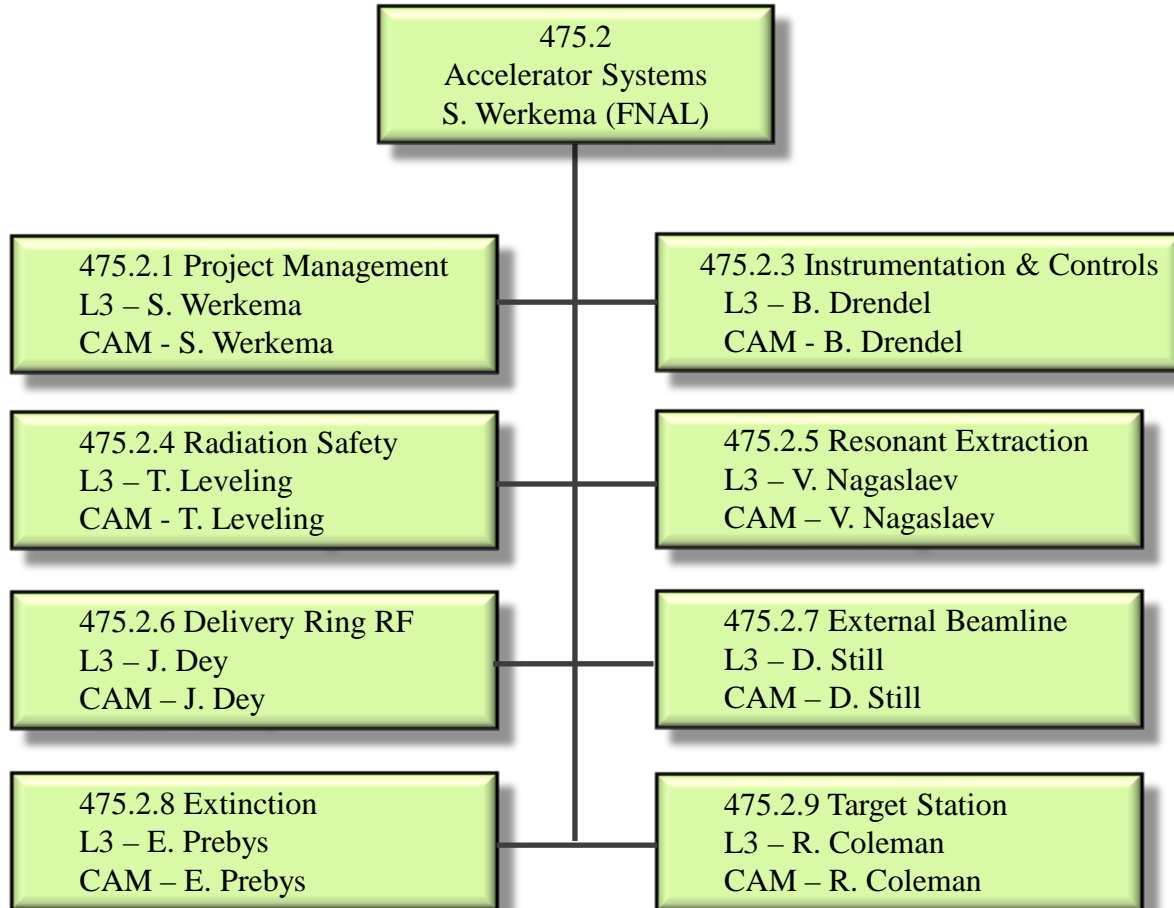 475.2
Accelerator Systems
S. Werkema (FNAL)
475.2.1 Project Management
L3 – S. Werkema
CAM - S. Werkema
475.2.3 Instrumentation & Controls
L3 – B. Drendel
CAM - B. Drendel
475.2.4 Radiation Safety
L3 – T. Leveling
CAM - T. Leveling
475.2.5 Resonant Extraction
L3 – V. Nagaslaev
CAM – V. Nagaslaev
475.2.6 Delivery Ring RF
L3 – J. Dey
CAM – J. Dey
475.2.7 External Beamline
L3 – D. Still
CAM – D. Still
475.2.8 Extinction
L3 – E. Prebys
CAM – E. Prebys
475.2.9 Target Station
L3 – R. Coleman
CAM – R. Coleman